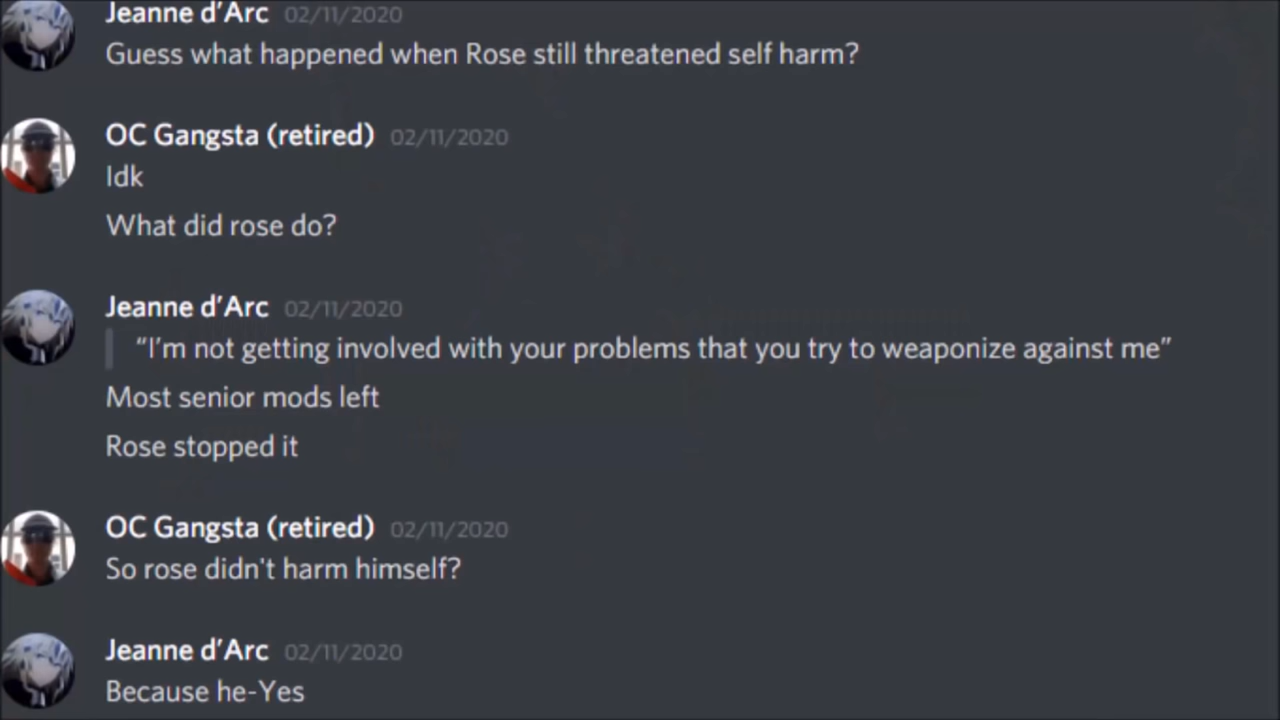 Jeanne d’Arc 02/11/2020
Guess what happened when Rose still threatened self harm?
OC Gangsta (retired) 02/11/2020
Idk
What did rose do?
Jeanne d’Arc 02/11/2020
“I’m not getting involved with your problems that you try to weaponize against me”
Most senior mods left
Rose stopped it
OC Gangsta (retired) 02/11/2020
So rose didn't harm himself?
Jeanne d’Arc 02/11/2020
Because he-Yes